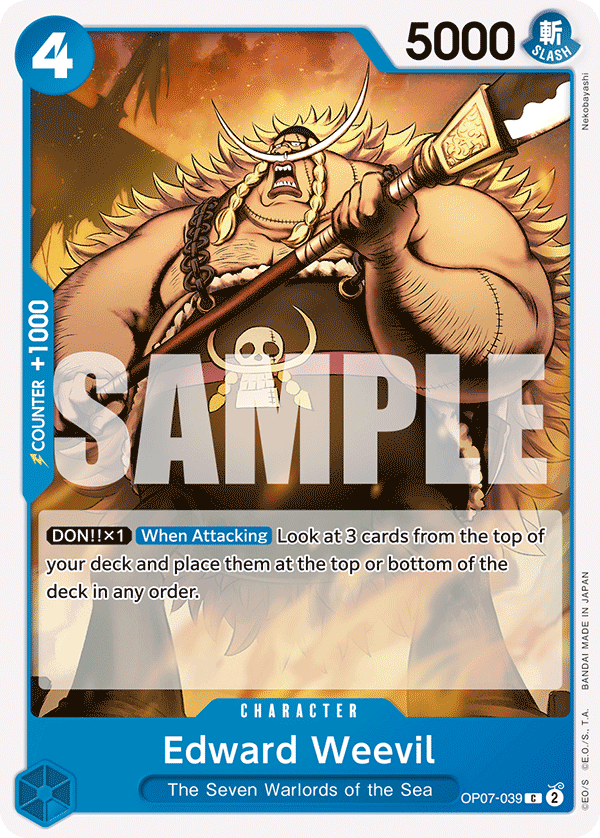 4
5000
斬
SLASH
Nekobayashi
COUNTER +1000
SAMPLE
DON!!×1 When Attacking Look at 3 cards from the top of
your deck and place them at the top or bottom of the
deck in any order.
CHARACTER
Edward Weevil
The Seven Warlords of the Sea
OP07-039 C 2
©E.O/S ©E.O./S., T.A. BANDAI MADE IN JAPAN